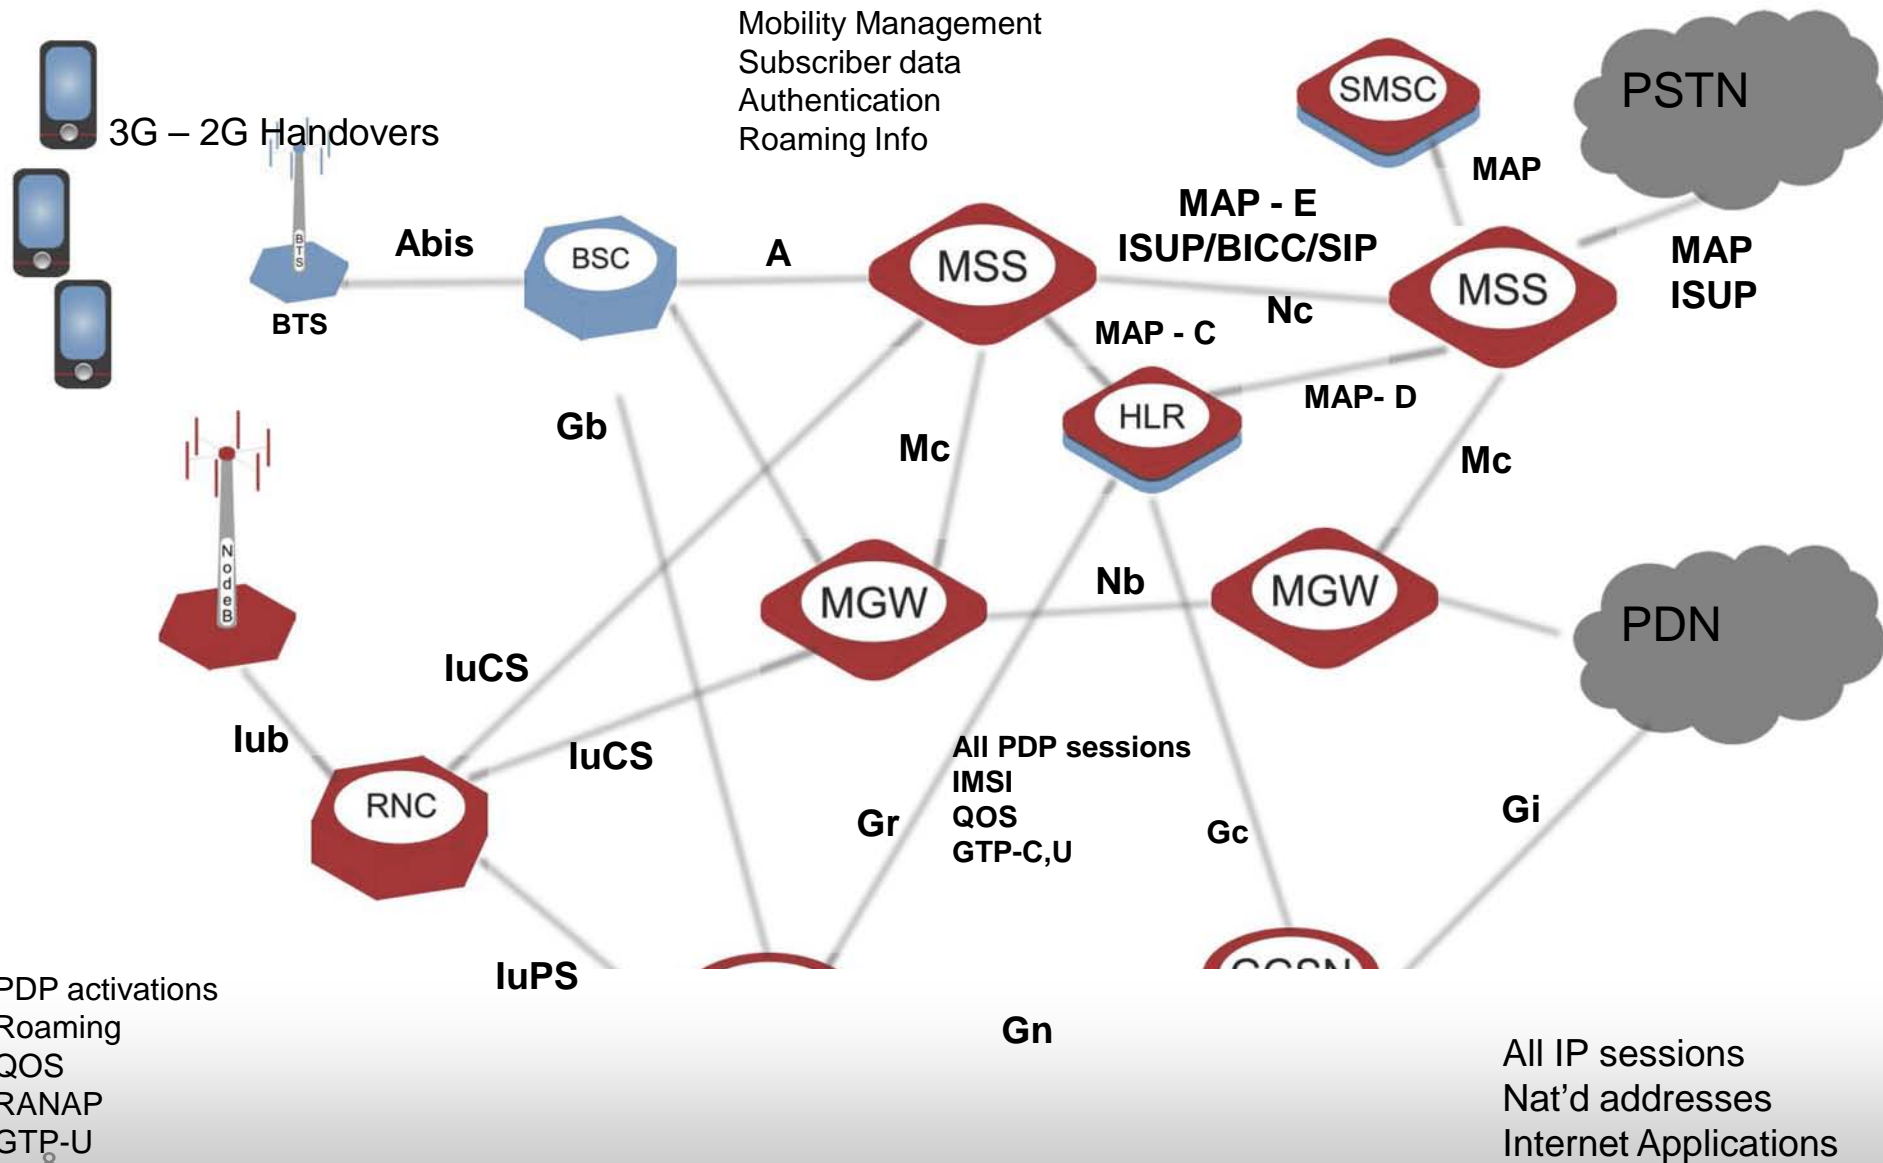 Mobility Management
Subscriber data
Authentication
Roaming Info
SMSC
PSTN
3G – 2G Handovers
MAP
MAP - E
ISUP/BICC/SIP
MAP
ISUP
Abis
BSC
A
MSS
MSS
Nc
BTS
BTS
MAP - C
MAP- D
HLR
Gb
Mc
Mc
NodeB
MGW
Nb
MGW
PDN
IuCS
Iub
IuCS
RNC
All PDP sessions
IMSI
QOS
GTP-C,U
Gr
Gc
Gi
GGSN
IuPS
PDP activations
Roaming
QOS
RANAP
GTP-U
Gn
All IP sessions
Nat'd addresses
Internet Applications